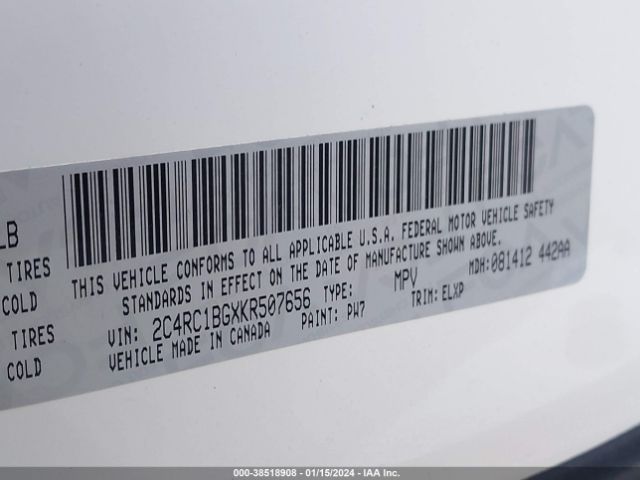 LB
TIRES
COLD
TIRES
COLD
THIS VEHICLE CONFORMS TO ALL APPLICABLE U.S.A. FEDERAL MOTOR VEHICLE SAFETY
STANDARDS IN EFFECT ON THE DATE OF MANUFACTURE SHOWN ABOVE.
VIN: 2C4RC1BGXKR507656 TYPE: MPV MDH:081412 442AA
VEHICLE MADE IN CANADA PAINT: PW7 TRIM: ELXP
000-38518908 - 01/15/2024 - IAA Inc.